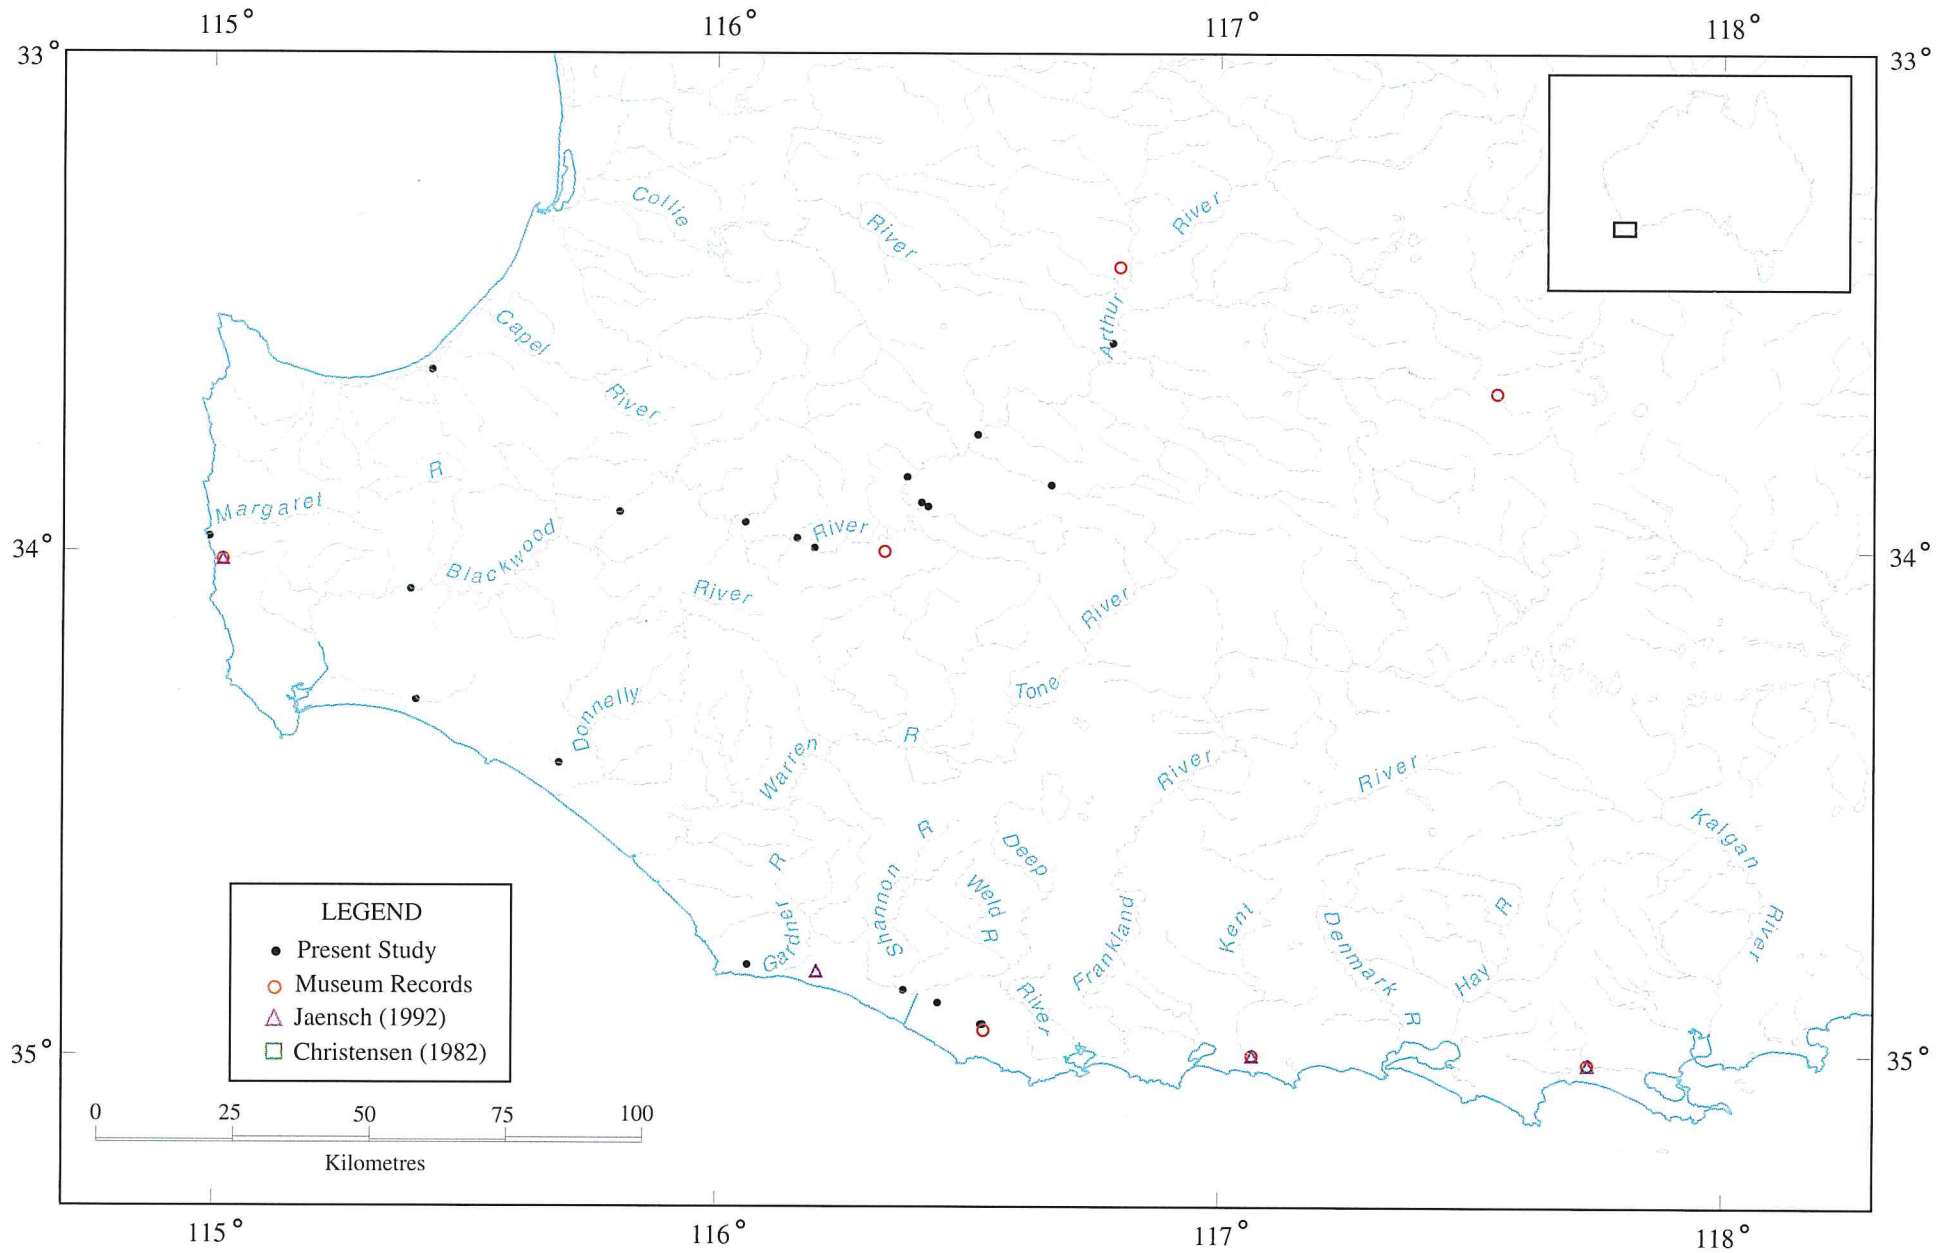 115° 116° 117° 118°
33° 33°
Collie River River
Arthur
Capel
River
R
Margaret
River
Blackwood
34° 34°
River River
Tone
Donnelly
R
Warren
River River
Kalgan
R Deep
R
Shannon Weld R
Gardner
Frankland Kent Denmark R Hay R
River
River
LEGEND
Present Study
Museum Records
Jaensch (1992)
Christensen (1982)
35° 35°
0 25 50 75 100
Kilometres
115° 116° 117° 118°